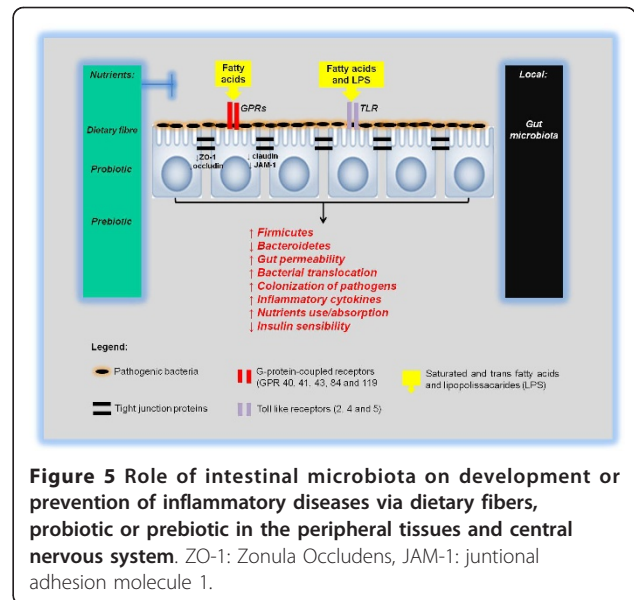 Nutrients:
Dietary fibre
Probiotic
Prebiotic
Fatty
acids
GPRs
Fatty acids
and LPS
TLR
Local:
Gut
microbiota
↓ZO-1
occludin
↓ claudin
↓ JAM-1
↑ Firmicutes
↓ Bacteroidetes
↑ Gut permeability
↑ Bacterial translocation
↑ Colonization of pathogens
↑ Inflammatory cytokines
↑ Nutrients use/absorption
↓ Insulin sensibility
Legend:
Pathogenic bacteria
G-protein-coupled receptors
(GPR 40, 41, 43, 84 and 119
Saturated and trans fatty acids
and lipopolissacarides (LPS)
Tight junction proteins
Toll like receptors (2, 4 and 5)
Figure 5 Role of intestinal microbiota on development or
prevention of inflammatory diseases via dietary fibers,
probiotic or prebiotic in the peripheral tissues and central
nervous system. ZO-1: Zonula Occludens, JAM-1: juntional
adhesion molecule 1.